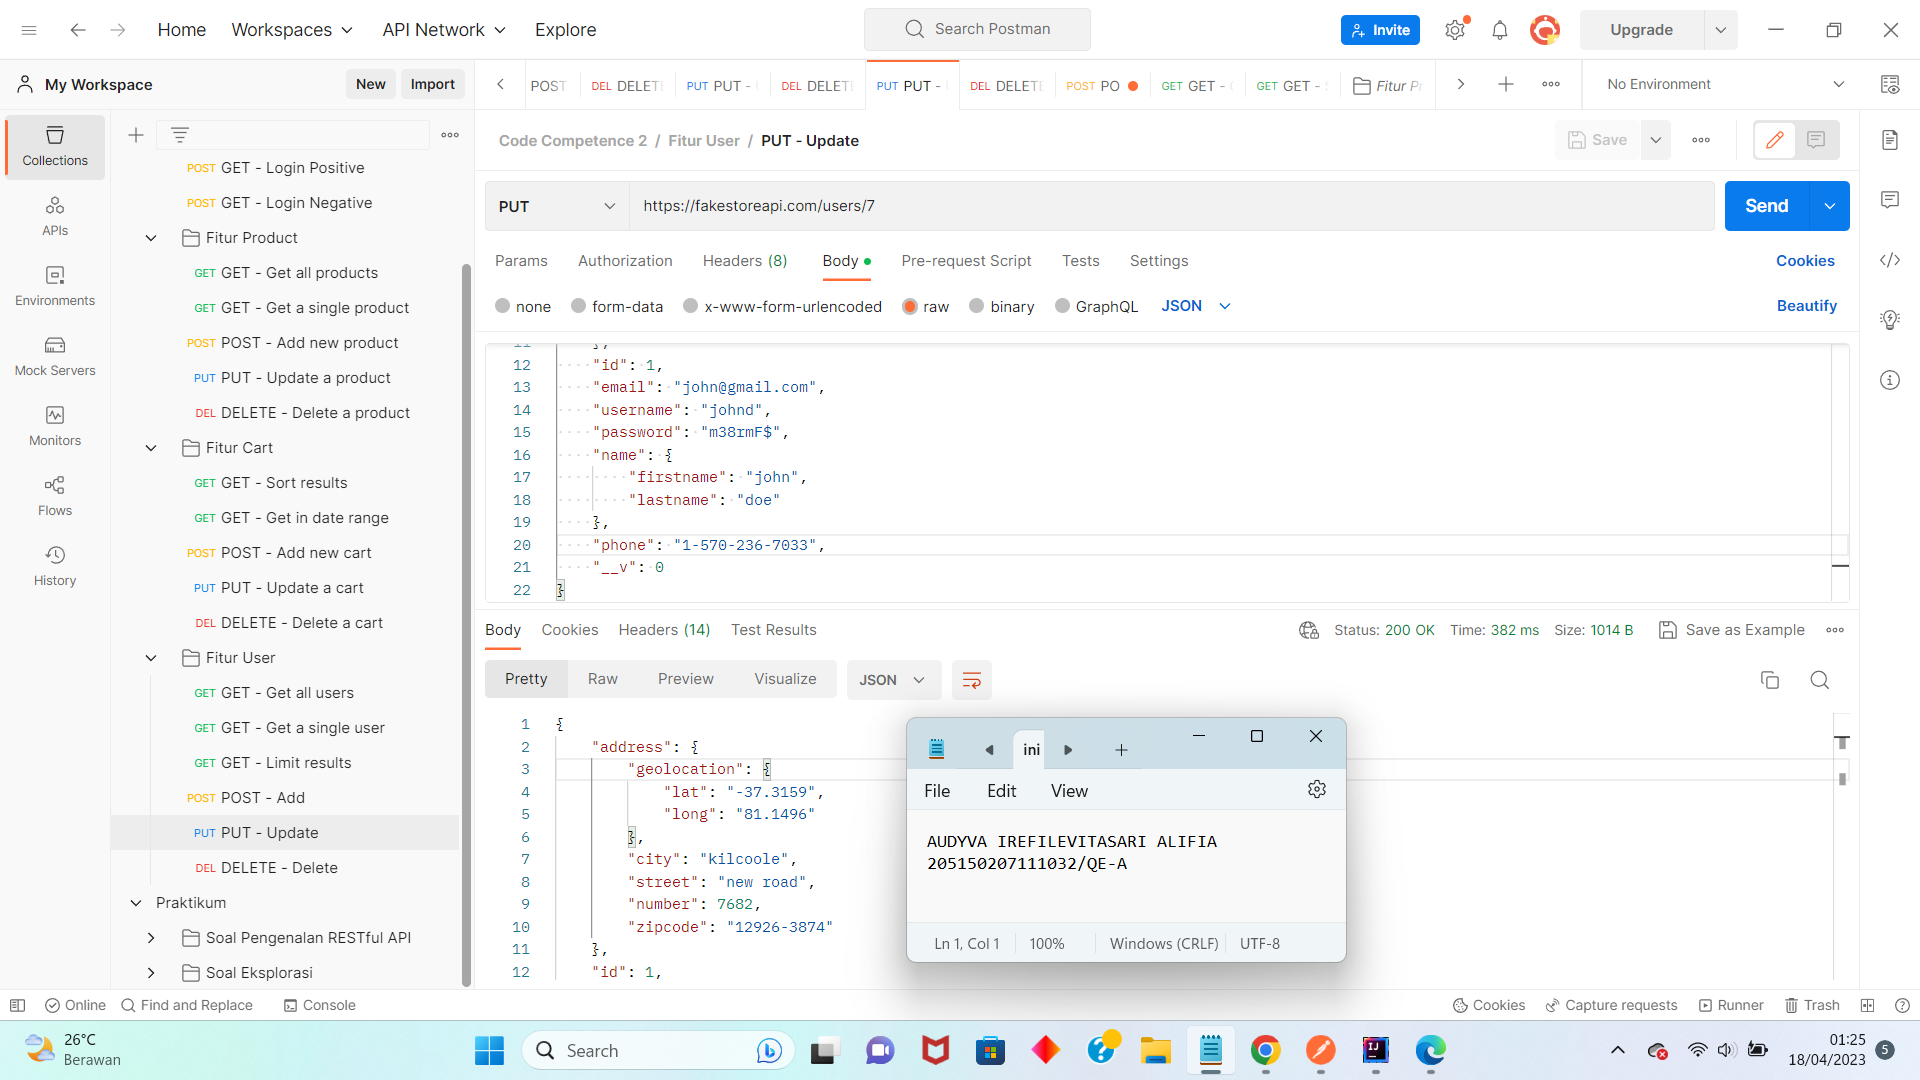 Home
Workspaces
API Network
Explore
Search Postman
Invite
Upgrade
My Workspace
New
Import
POST
DEL DELETE
PUT PUT -
DEL DELETE
PUT PUT -
DEL DELETE
POST PO
GET GET -
GET GET -
Fitur Pr
No Environment
Collections
APIs
Environments
Mock Servers
Monitors
Flows
History
POST GET - Login Positive
POST GET - Login Negative
Fitur Product
GET GET - Get all products
GET GET - Get a single product
POST POST - Add new product
PUT PUT - Update a product
DEL DELETE - Delete a product
Fitur Cart
GET GET - Sort results
GET GET - Get in date range
POST POST - Add new cart
PUT PUT - Update a cart
DEL DELETE - Delete a cart
Fitur User
GET GET - Get all users
GET GET - Get a single user
GET GET - Limit results
POST POST - Add
PUT PUT - Update
DEL DELETE - Delete
Praktikum
Soal Pengenalan RESTful API
Soal Eksplorasi
Code Competence 2 / Fitur User / PUT - Update
Save
PUT
https://fakestoreapi.com/users/7
Send
Params
Authorization
Headers (8)
Body
Pre-request Script
Tests
Settings
Cookies
none
form-data
x-www-form-urlencoded
raw
binary
GraphQL
JSON
Beautify
11 },
12 "id": 1,
13 "email": "john@gmail.com",
14 "username": "johnd",
15 "password": "m38rmF$",
16 "name": {
17 "firstname": "john",
18 "lastname": "doe"
19 },
20 "phone": "1-570-236-7033",
21 "__v": 0
22 }
Body
Cookies
Headers (14)
Test Results
Status: 200 OK
Time: 382 ms
Size: 1014 B
Save as Example
Pretty
Raw
Preview
Visualize
JSON
1 {
2 "address": {
3 "geolocation": {
4 "lat": "-37.3159",
5 "long": "81.1496"
6 },
7 "city": "kilcoole",
8 "street": "new road",
9 "number": 7682,
10 "zipcode": "12926-3874"
11 },
12 "id": 1,
ini
File
Edit
View
AUDYVA IREFILEVITASARI ALIFIA
205150207111032/QE-A
Ln 1, Col 1
100%
Windows (CRLF)
UTF-8
Online
Find and Replace
Console
Cookies
Capture requests
Runner
Trash
26°C
Berawan
Search
01:25
18/04/2023
5